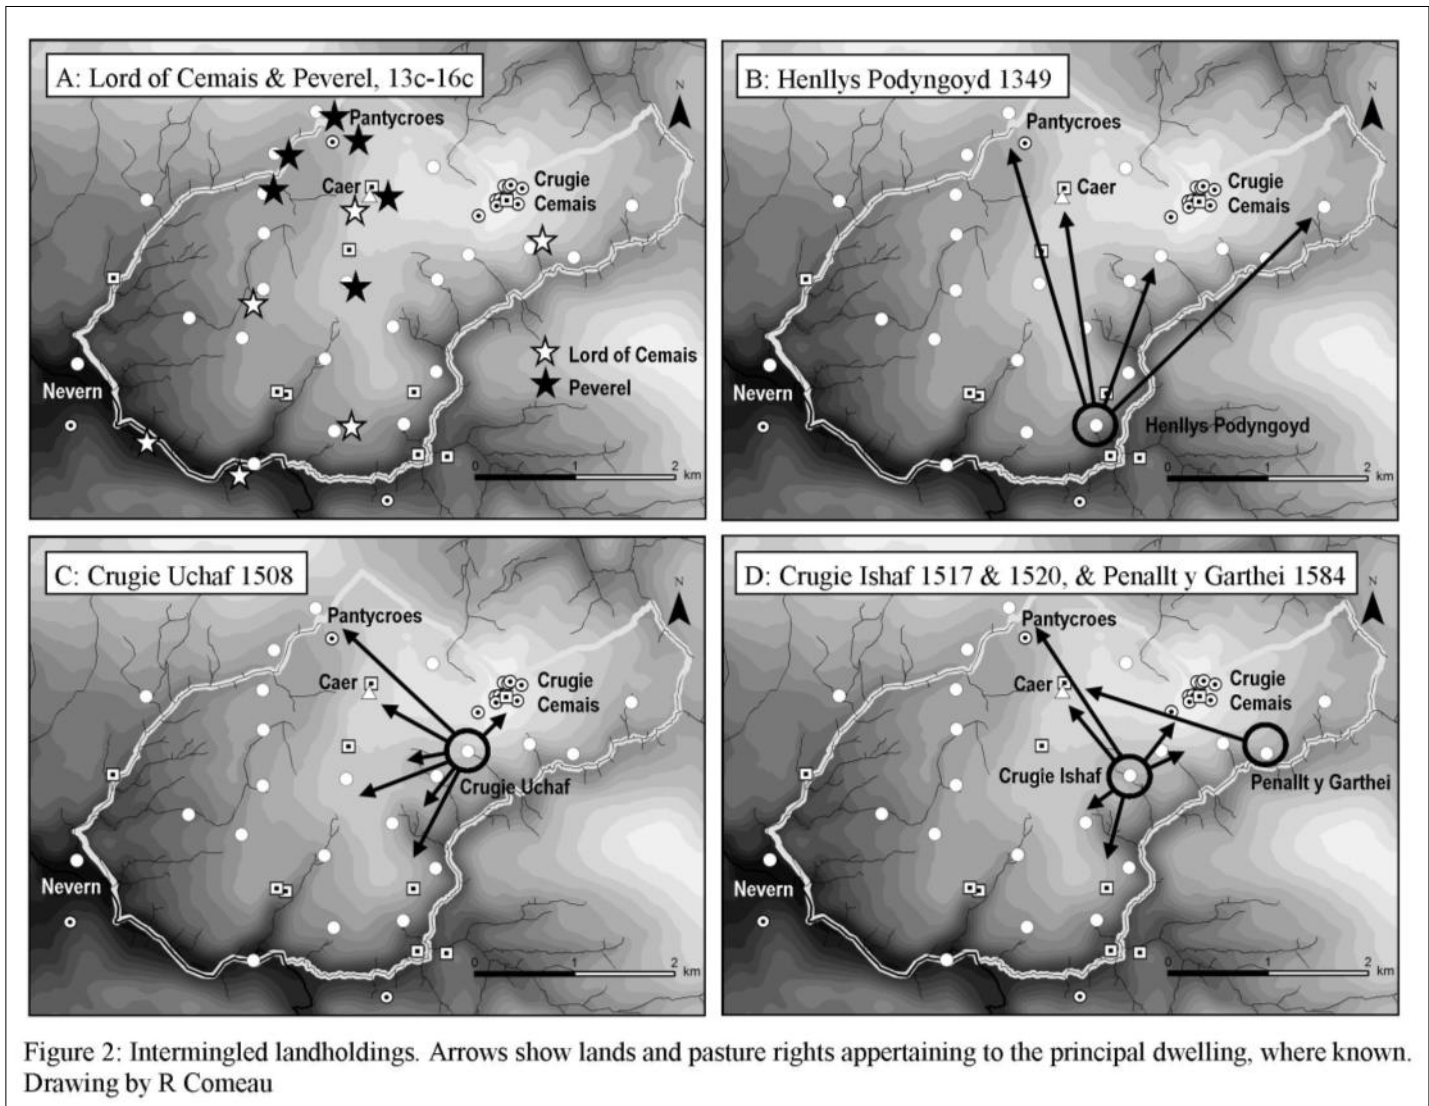 A: Lord of Cemais & Peverel, 13c-16c
N
Pantycroes
Caer
Crugie
Cemais
Lord of Cemais
Peverel
Nevern
0 1 2
km
B: Henllys Podyngoyd 1349
N
Pantycroes
Caer
Crugie
Cemais
Nevern
Henllys Podyngoyd
0 1 2
km
C: Crugie Uchaf 1508
N
Pantycroes
Caer
Crugie
Cemais
Crugie Uchaf
Nevern
0 1 2
km
D: Crugie Ishaf 1517 & 1520, & Penallt y Garthei 1584
N
Pantycroes
Caer
Crugie
Cemais
Crugie Ishaf
Penallt y Garthei
Nevern
0 1 2
km
Figure 2: Intermingled landholdings. Arrows show lands and pasture rights appertaining to the principal dwelling, where known.
Drawing by R Comeau